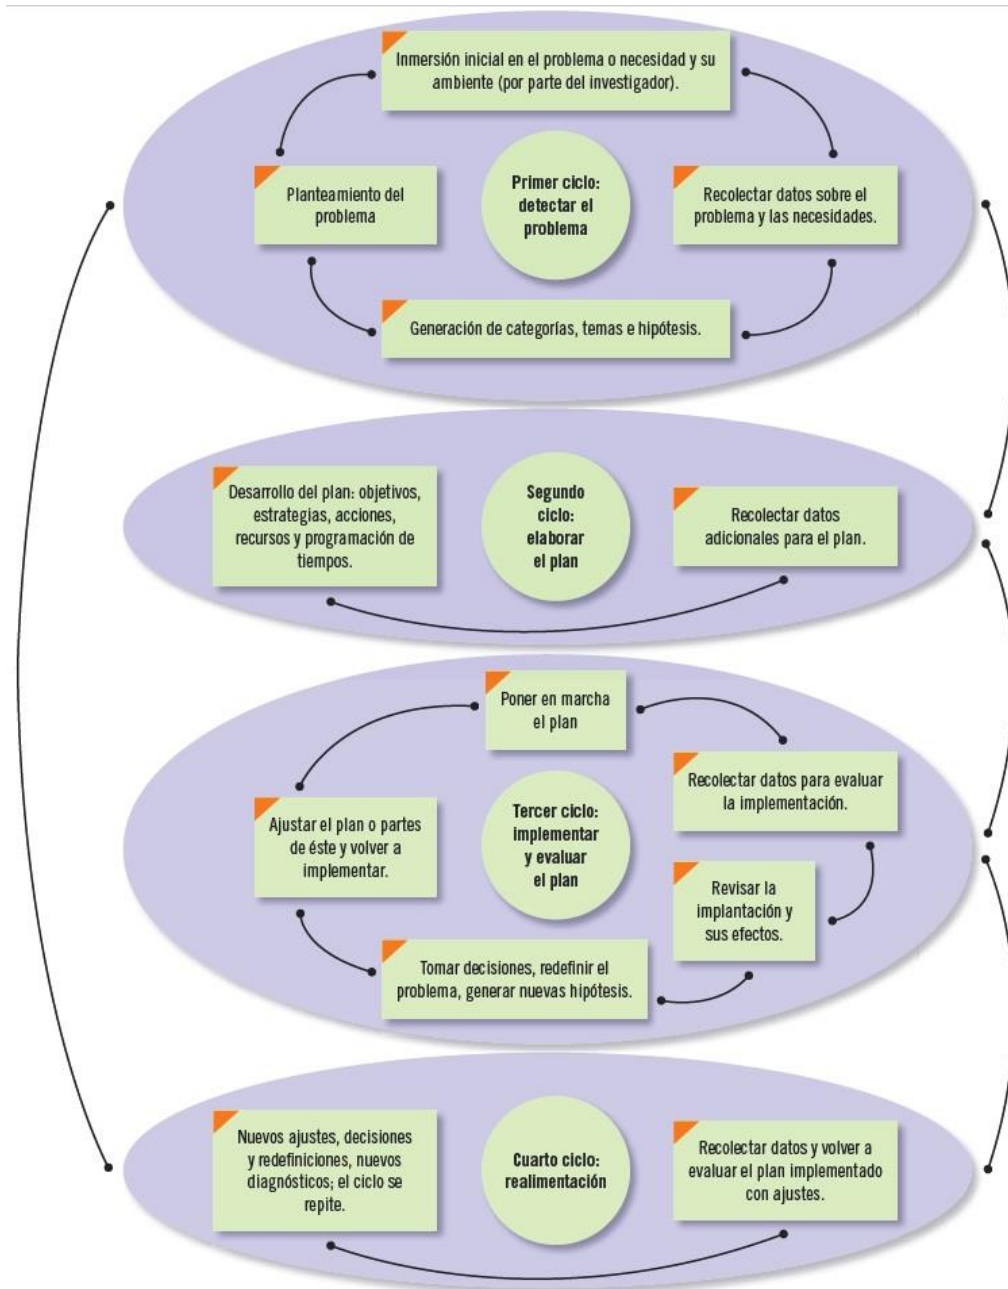 Inmersión inicial en el problema o necesidad y su
ambiente (por parte del investigador).
Planteamiento del
problema
Primer ciclo:
detectar el
problema
Recolectar datos sobre el
problema y las necesidades.
Generación de categorías, temas e hipótesis.
Desarrollo del plan: objetivos,
estrategias, acciones,
recursos y programación de
tiempos.
Segundo
ciclo:
elaborar
el plan
Recolectar datos
adicionales para el plan.
Poner en marcha
el plan
Recolectar datos para evaluar
la implementación.
Ajustar el plan o partes
de éste y volver a
implementar.
Tercer ciclo:
implementar
y evaluar
el plan
Revisar la
implantación y
sus efectos.
Tomar decisiones, redefinir el
problema, generar nuevas hipótesis.
Nuevos ajustes, decisiones
y redefiniciones, nuevos
diagnósticos; el ciclo se
repite.
Cuarto ciclo:
realimentación
Recolectar datos y volver a
evaluar el plan implementado
con ajustes.